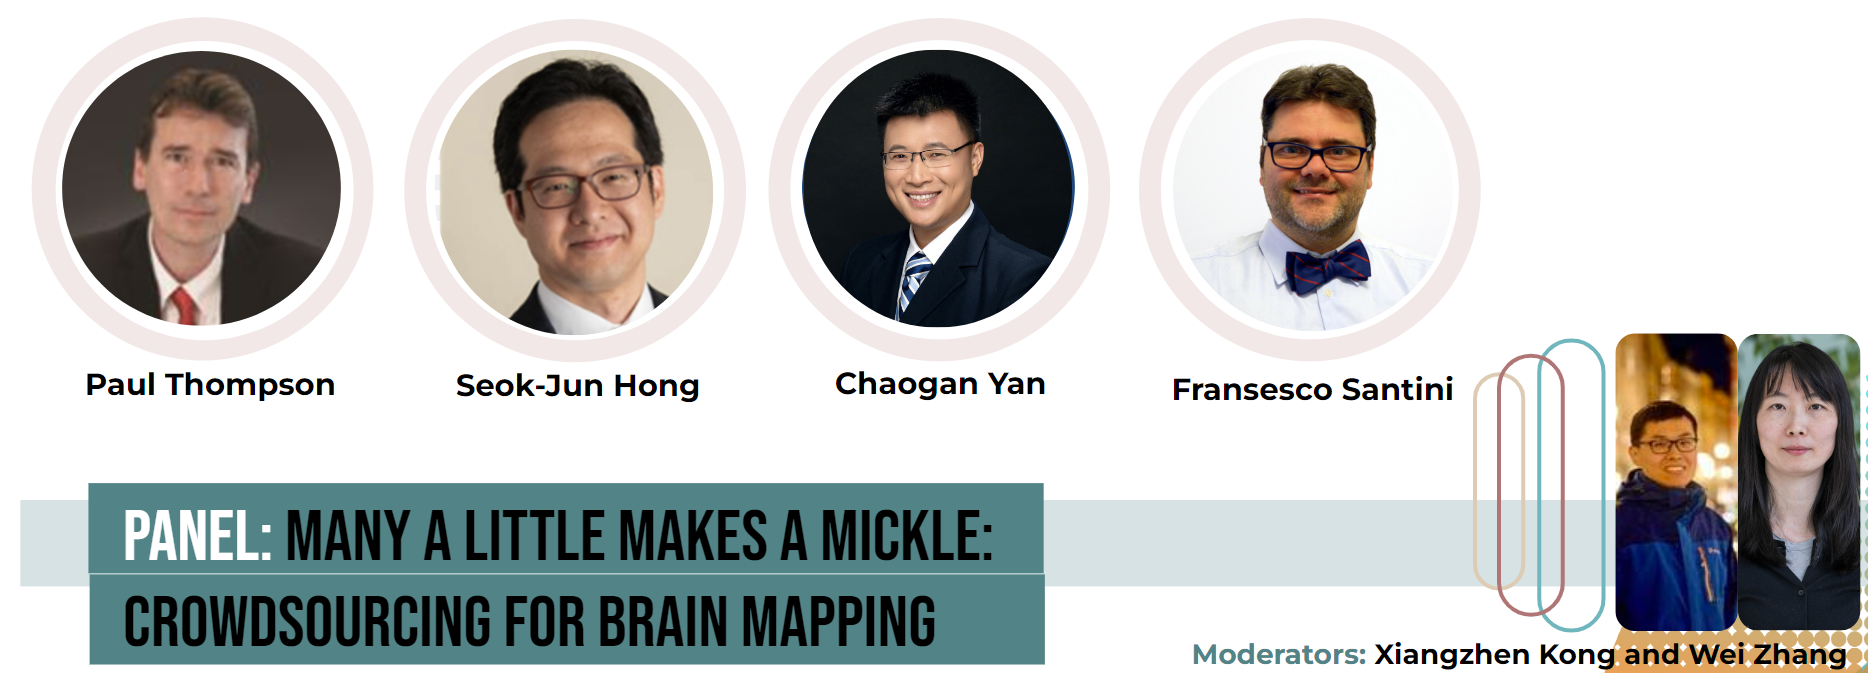 Paul Thompson
Seok-Jun Hong
Chaogan Yan
Fransesco Santini
PANEL: MANY A LITTLE MAKES A MICKLE:
CROWDSOURCING FOR BRAIN MAPPING
Moderators: Xiangzhen Kong and Wei Zhang